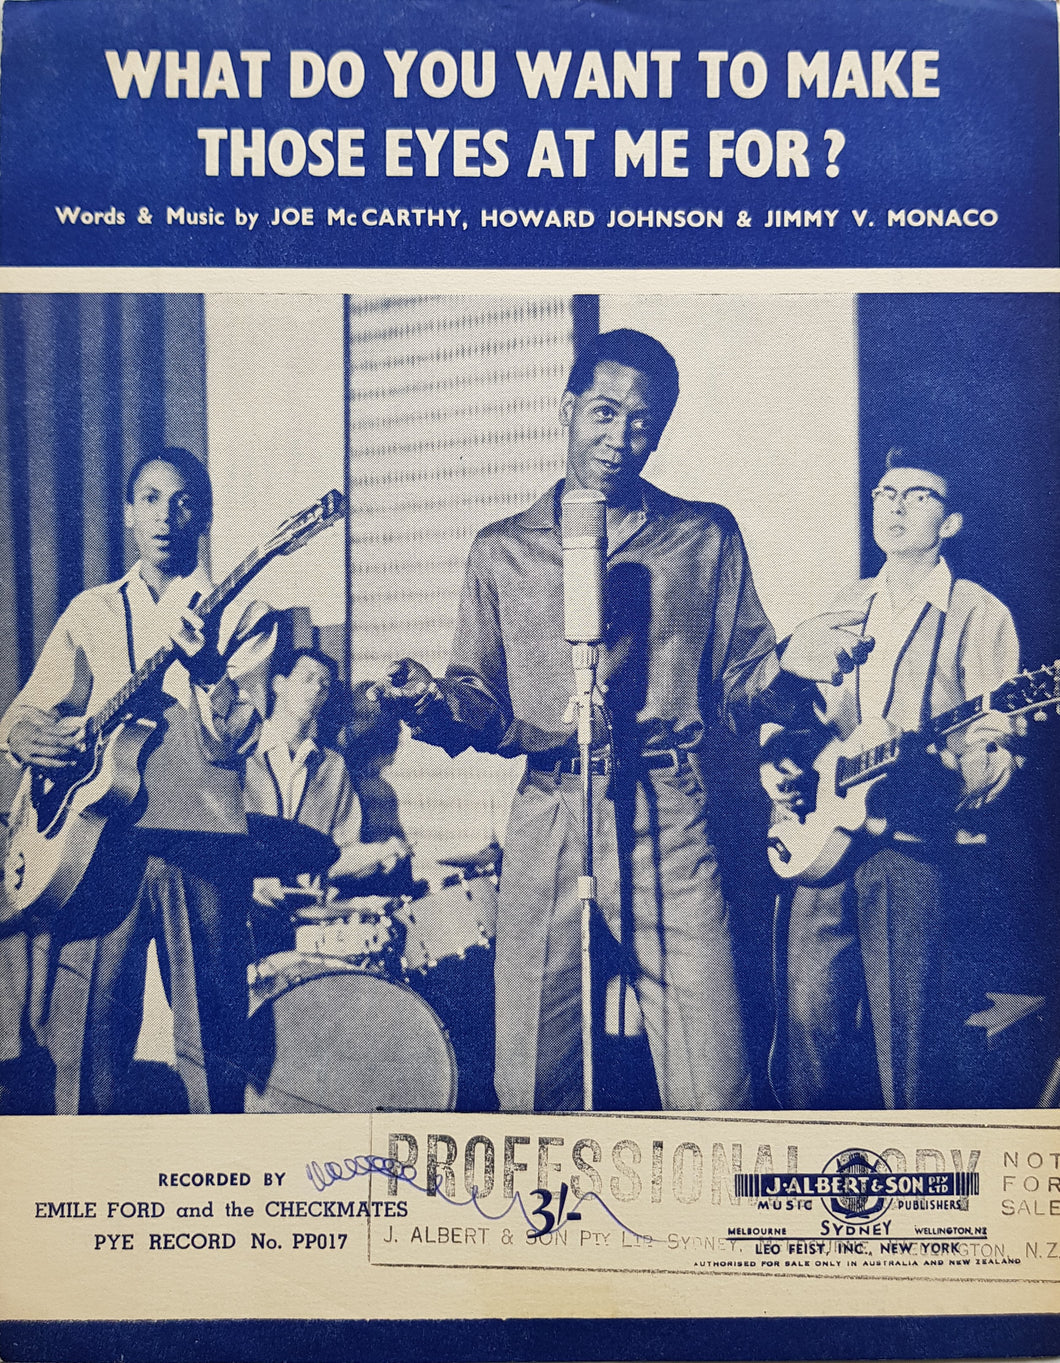 WHAT DO YOU WANT TO MAKE
THOSE EYES AT ME FOR?
Words & Music by JOE McCARTHY, HOWARD JOHNSON & JIMMY V. MONACO
RECORDED BY
EMILE FORD and the CHECKMATES
PYE RECORD No. PP017
PROFESSIONAL COPY
NOT
FOR
SALE
J. ALBERT & SON PTY LTD SYDNEY, MELBOURNE, WELLINGTON, N.Z
3/-
J. ALBERT & SON PTY LTD
MUSIC PUBLISHERS
MELBOURNE SYDNEY WELLINGTON, N.Z
LEO FEIST, INC., NEW YORK
AUTHORISED FOR SALE ONLY IN AUSTRALIA AND NEW ZEALAND